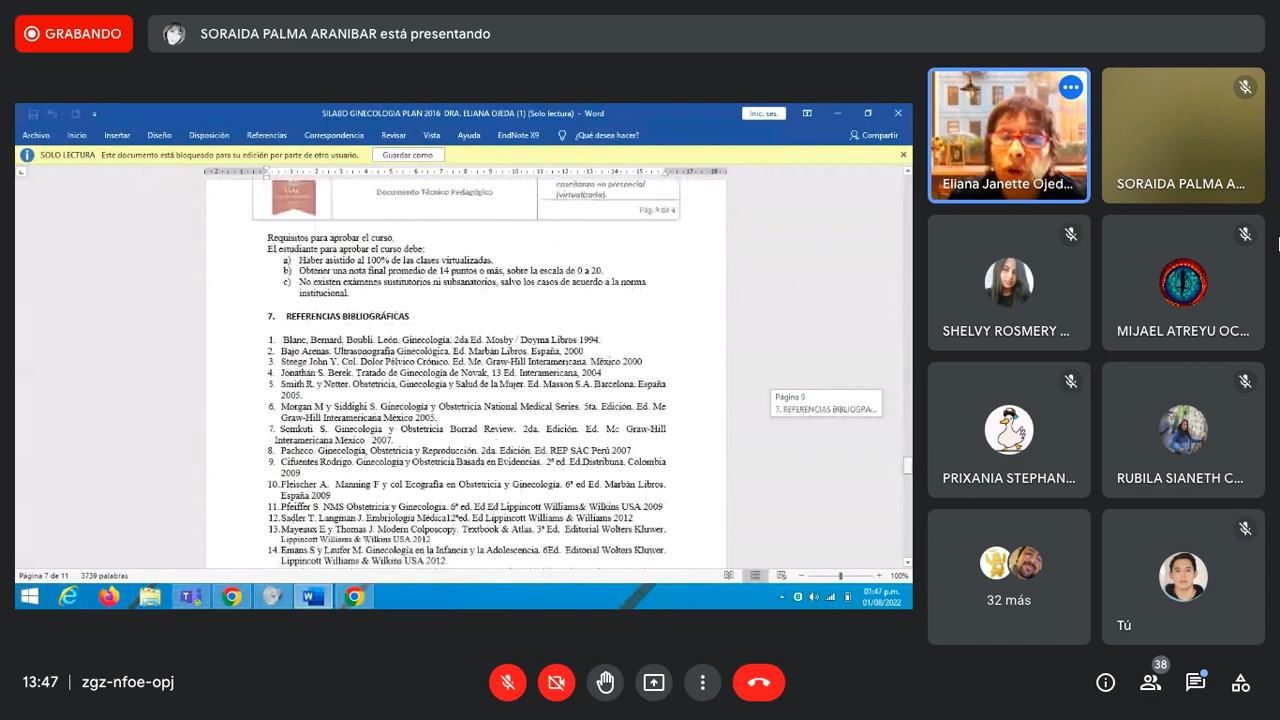 GRABANDO
SORAIDA PALMA ARANIBAR está presentando
SILABO GINECOLOGIA PLAN 2016 DRA. ELIANA OJEDA (1) (Solo lectura) - Word
Inic. ses.
Archivo Inicio Insertar Diseño Disposición Referencias Correspondencia Revisar Vista Ayuda EndNote X9 ¿Qué desea hacer? Compartir
SOLO LECTURA Este documento está bloqueado para su edición por parte de otro usuario. Guardar como
Documento Técnico Pedagógico
enseñanza no presencial
(virtualizada).
Pág. 9 de 4
Requisitos para aprobar el curso.
El estudiante para aprobar el curso debe:
a) Haber asistido al 100% de las clases virtualizadas.
b) Obtener una nota final promedio de 14 puntos o más, sobre la escala de 0 a 20.
c) No existen exámenes sustitutorios ni subsanatorios, salvo los casos de acuerdo a la norma
institucional.
7. REFERENCIAS BIBLIOGRÁFICAS
1. Blanc, Bernard, Boubli. León. Ginecología. 2da Ed. Mosby / Doyma Libros 1994.
2. Bajo Arenas. Ultrasonografía Ginecológica. Ed. Marbán Libros. España, 2000
3. Steege John Y. Col. Dolor Pélvico Crónico. Ed. Me. Graw-Hill Interamericana. México 2000
4. Jonathan S. Berek. Tratado de Ginecología de Novak, 13 Ed. Interamericana, 2004
5. Smith R. y Netter. Obstetricia, Ginecología y Salud de la Mujer. Ed. Masson S.A. Barcelona. España
2005.
6. Morgan M y Siddighi S. Ginecología y Obstetricia National Medical Series. 5ta. Edición. Ed. Me
Graw-Hill Interamericana México 2005.
7. Somkuti S. Ginecología y Obstetricia Borrad Review. 2da. Edición. Ed. Mc Graw-Hill
Interamericana México 2007.
8. Pacheco. Ginecología, Obstetricia y Reproducción. 2da. Edición. Ed. REP SAC Perú 2007
9. Cifuentes Rodrigo. Ginecología y Obstetricia Basada en Evidencias. 2ª ed. Ed.Distribuna. Colombia
2009
10. Fleischer A. Manning F y col Ecografía en Obstetricia y Ginecología. 6ª ed Ed. Marbán Libros.
España 2009
11. Pfeiffer S. NMS Obstetricia y Ginecología. 6ª ed. Ed Ed Lippincott Williams& Wilkins USA 2009
12. Sadler T. Langman J. Embriología Médica12ªed. Ed Lippincott Williams & Williams 2012
13. Mayeaux E y Thomas J. Modern Colposcopy. Textbook & Atlas. 3ª Ed. Editorial Wolters Kluwer.
Lippincott Williams & Wilkins USA 2012
14. Emans S y Laufer M. Ginecología en la Infancia y la Adolescencia. 6Ed. Editorial Wolters Kluwer.
Lippincott Williams & Wilkins USA 2012.
Página 9
7. REFERENCIAS BIBLIOGRA...
Página 7 de 11 3739 palabras
100%
01:47 p.m.
01/08/2022
Eliana Janette Ojed...
SORAIDA PALMA A...
SHELVY ROSMERY ...
MIJAEL ATREYU OC...
PRIXANIA STEPHAN...
RUBILA SIANETH C...
32 más
Tú
13:47 | zgz-nfoe-opj
38